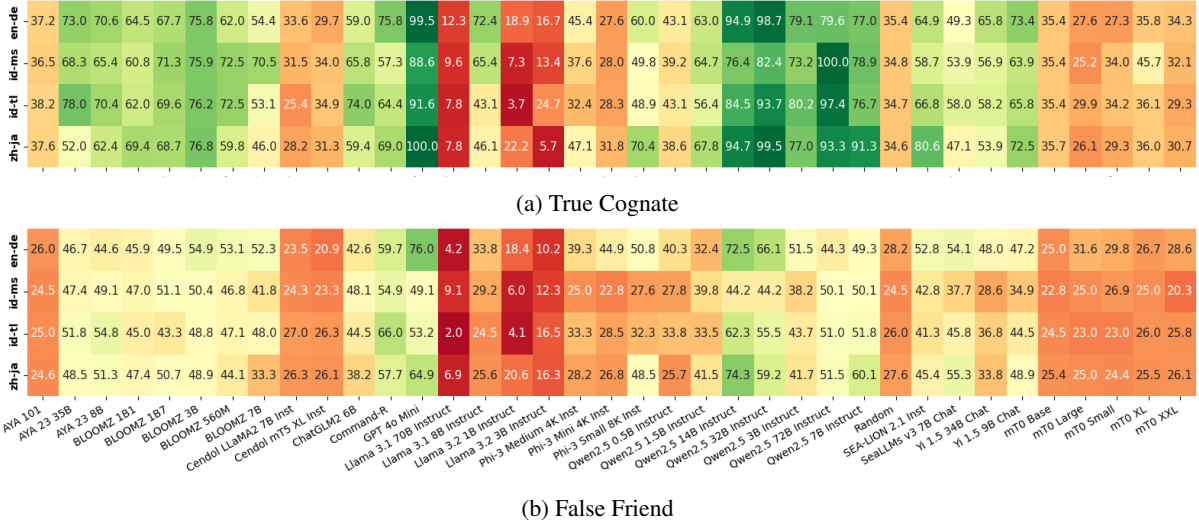 en-de 37.2 73.0 70.6 64.5 67.7 75.8 62.0 54.4 33.6 29.7 59.0 75.8 99.5 12.3 72.4 18.9 16.7 45.4 27.6 60.0 43.1 63.0 94.9 98.7 79.1 79.6 77.0 35.4 64.9 49.3 65.8 73.4 35.4 27.6 27.3 35.8 34.3
id-ms 36.5 68.3 65.4 60.8 71.3 75.9 72.5 70.5 31.5 34.0 65.8 57.3 88.6 9.6 65.4 7.3 13.4 37.6 28.0 49.8 39.2 64.7 76.4 82.4 73.2 100.0 78.9 34.8 58.7 53.9 56.9 63.9 35.4 25.2 34.0 45.7 32.1
id-tl 38.2 78.0 70.4 62.0 69.6 76.2 72.5 53.1 25.4 34.9 74.0 64.4 91.6 7.8 43.1 3.7 24.7 32.4 28.3 48.9 43.1 56.4 84.5 93.7 80.2 97.4 76.7 34.7 66.8 58.0 58.2 65.8 35.4 29.9 34.2 36.1 29.3
zh-ja 37.6 52.0 62.4 69.4 68.7 76.8 59.8 46.0 28.2 31.3 59.4 69.0 100.0 7.8 46.1 22.2 5.7 47.1 31.8 70.4 38.6 67.8 94.7 99.5 77.0 93.3 91.3 34.6 80.6 47.1 53.9 72.5 35.7 26.1 29.3 36.0 30.7
(a) True Cognate
en-de 26.0 46.7 44.6 45.9 49.5 54.9 53.1 52.3 23.5 20.9 42.6 59.7 76.0 4.2 33.8 18.4 10.2 39.3 44.9 50.8 40.3 32.4 72.5 66.1 51.5 44.3 49.3 28.2 52.8 54.1 48.0 47.2 25.0 31.6 29.8 26.7 28.6
id-ms 24.5 47.4 49.1 47.0 51.1 50.4 46.8 41.8 24.3 23.3 48.1 54.9 49.1 9.1 29.2 6.0 12.3 25.0 22.8 27.6 27.8 39.8 44.2 44.2 38.2 50.1 50.1 24.5 42.8 37.7 28.6 34.9 22.8 25.0 26.9 25.0 20.3
id-tl 25.0 51.8 54.8 45.0 43.3 48.8 47.1 48.0 27.0 26.3 44.5 66.0 53.2 2.0 24.5 4.1 16.5 33.3 28.5 32.3 33.8 33.5 62.3 55.5 43.7 51.0 51.8 26.0 41.3 45.8 36.8 44.5 24.5 23.0 23.0 26.0 25.8
zh-ja 24.6 48.5 51.3 47.4 50.7 48.9 44.1 33.3 26.3 26.1 38.2 57.7 64.9 6.9 25.6 20.6 16.3 28.2 26.8 48.5 25.7 41.5 74.3 59.2 41.7 51.5 60.1 27.6 45.4 55.3 33.8 48.9 25.4 25.0 24.4 25.5 26.1
AYA 101
AYA 23 35B
AYA 23 8B
BLOOMZ 1B1
BLOOMZ 1B7
BLOOMZ 3B
BLOOMZ 560M
BLOOMZ 7B
Cendol LLaMA2 7B Inst
Cendol mT5 XL Inst
ChatGLM2 6B
Command-R
GPT 4o Mini
Llama 3.1 70B Instruct
Llama 3.1 8B Instruct
Llama 3.2 1B Instruct
Llama 3.2 3B Instruct
Phi-3 Medium 4K Inst
Phi-3 Mini 4K Inst
Phi-3 Small 8K Inst
Qwen2.5 0.5B Instruct
Qwen2.5 1.5B Instruct
Qwen2.5 14B Instruct
Qwen2.5 32B Instruct
Qwen2.5 3B Instruct
Qwen2.5 72B Instruct
Qwen2.5 7B Instruct
Random
SEA-LION 2.1 Inst
SeaLLMs v3 7B Chat
Yi 1.5 34B Chat
Yi 1.5 9B Chat
mT0 Base
mT0 Large
mT0 Small
mT0 XL
mT0 XXL
(b) False Friend